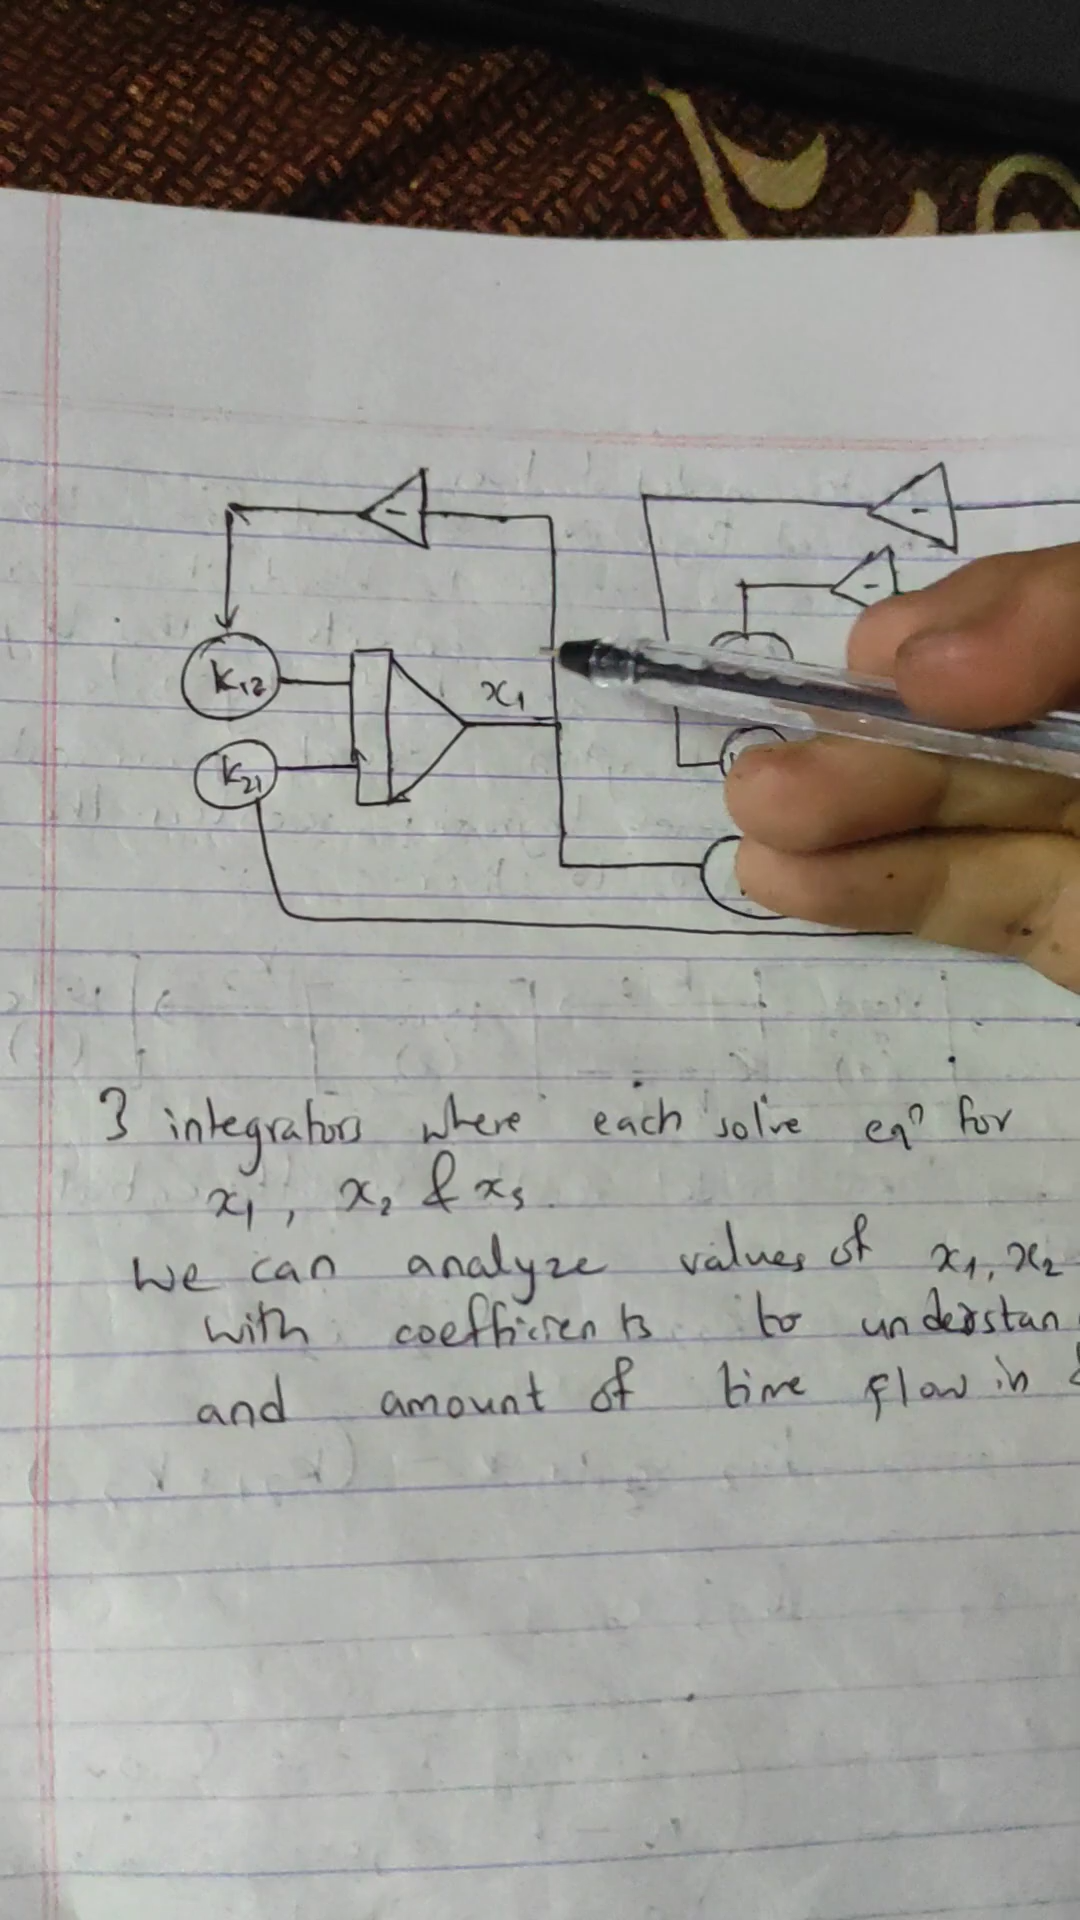 -
-
-
K12
x1
K21
3 integrators where each solve eqn for
x1, x2 & x3.
We can analyze values of x1, x2
with coefficients to understan
and amount of time flow in